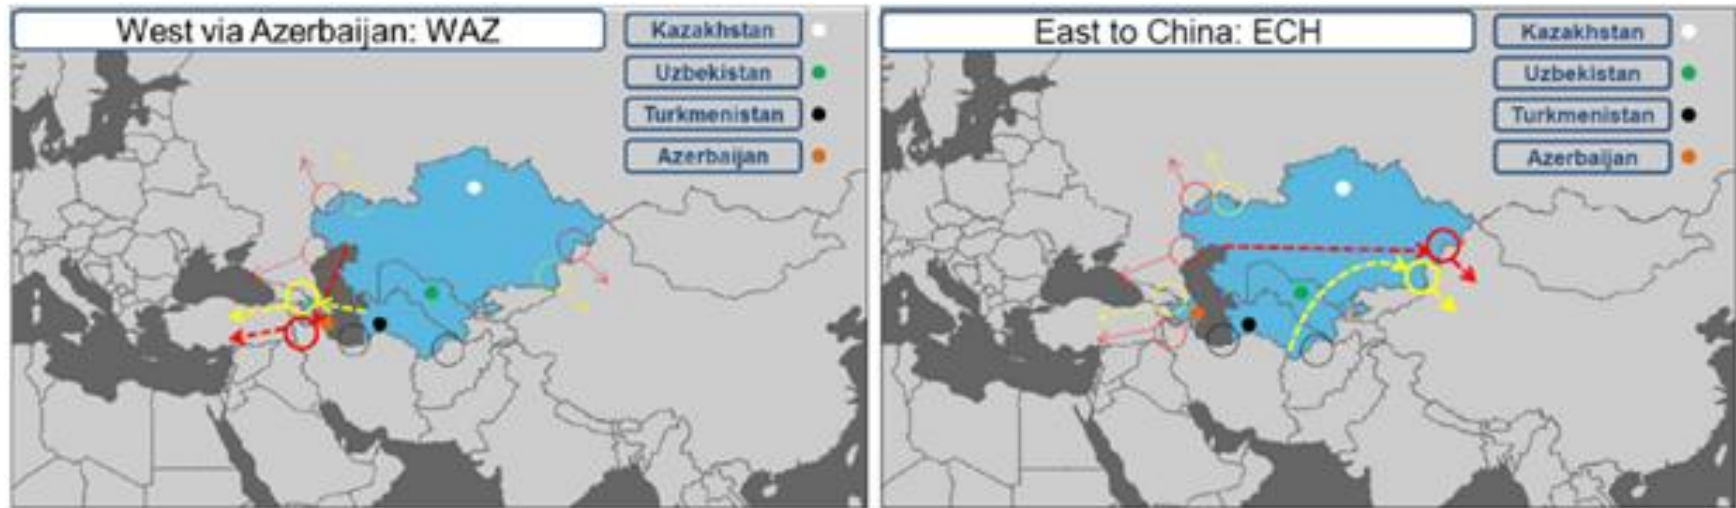 West via Azerbaijan: WAZ
Kazakhstan
Uzbekistan
Turkmenistan
Azerbaijan
East to China: ECH
Kazakhstan
Uzbekistan
Turkmenistan
Azerbaijan